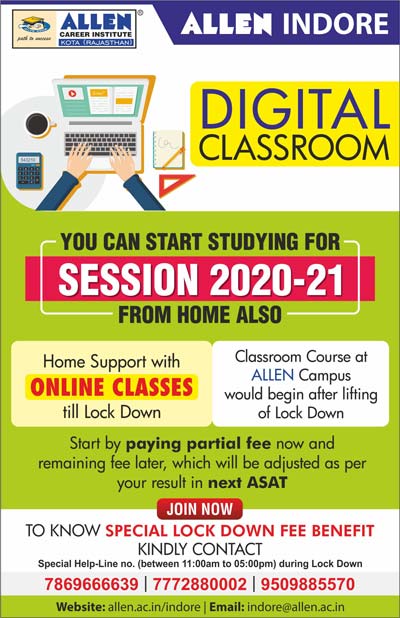 ALLEN®
CAREER INSTITUTE
KOTA (RAJASTHAN)
path to success
ALLEN INDORE
DIGITAL
CLASSROOM
YOU CAN START STUDYING FOR
SESSION 2020-21
FROM HOME ALSO
Home Support with
ONLINE CLASSES
till Lock Down
Classroom Course at
ALLEN Campus
would begin after lifting
of Lock Down
Start by paying partial fee now and
remaining fee later, which will be adjusted as per
your result in next ASAT
JOIN NOW
TO KNOW SPECIAL LOCK DOWN FEE BENEFIT
KINDLY CONTACT
Special Help-Line no. (between 11:00am to 05:00pm) during Lock Down
7869666639 | 7772880002 | 9509885570
Website: allen.ac.in/indore | Email: indore@allen.ac.in